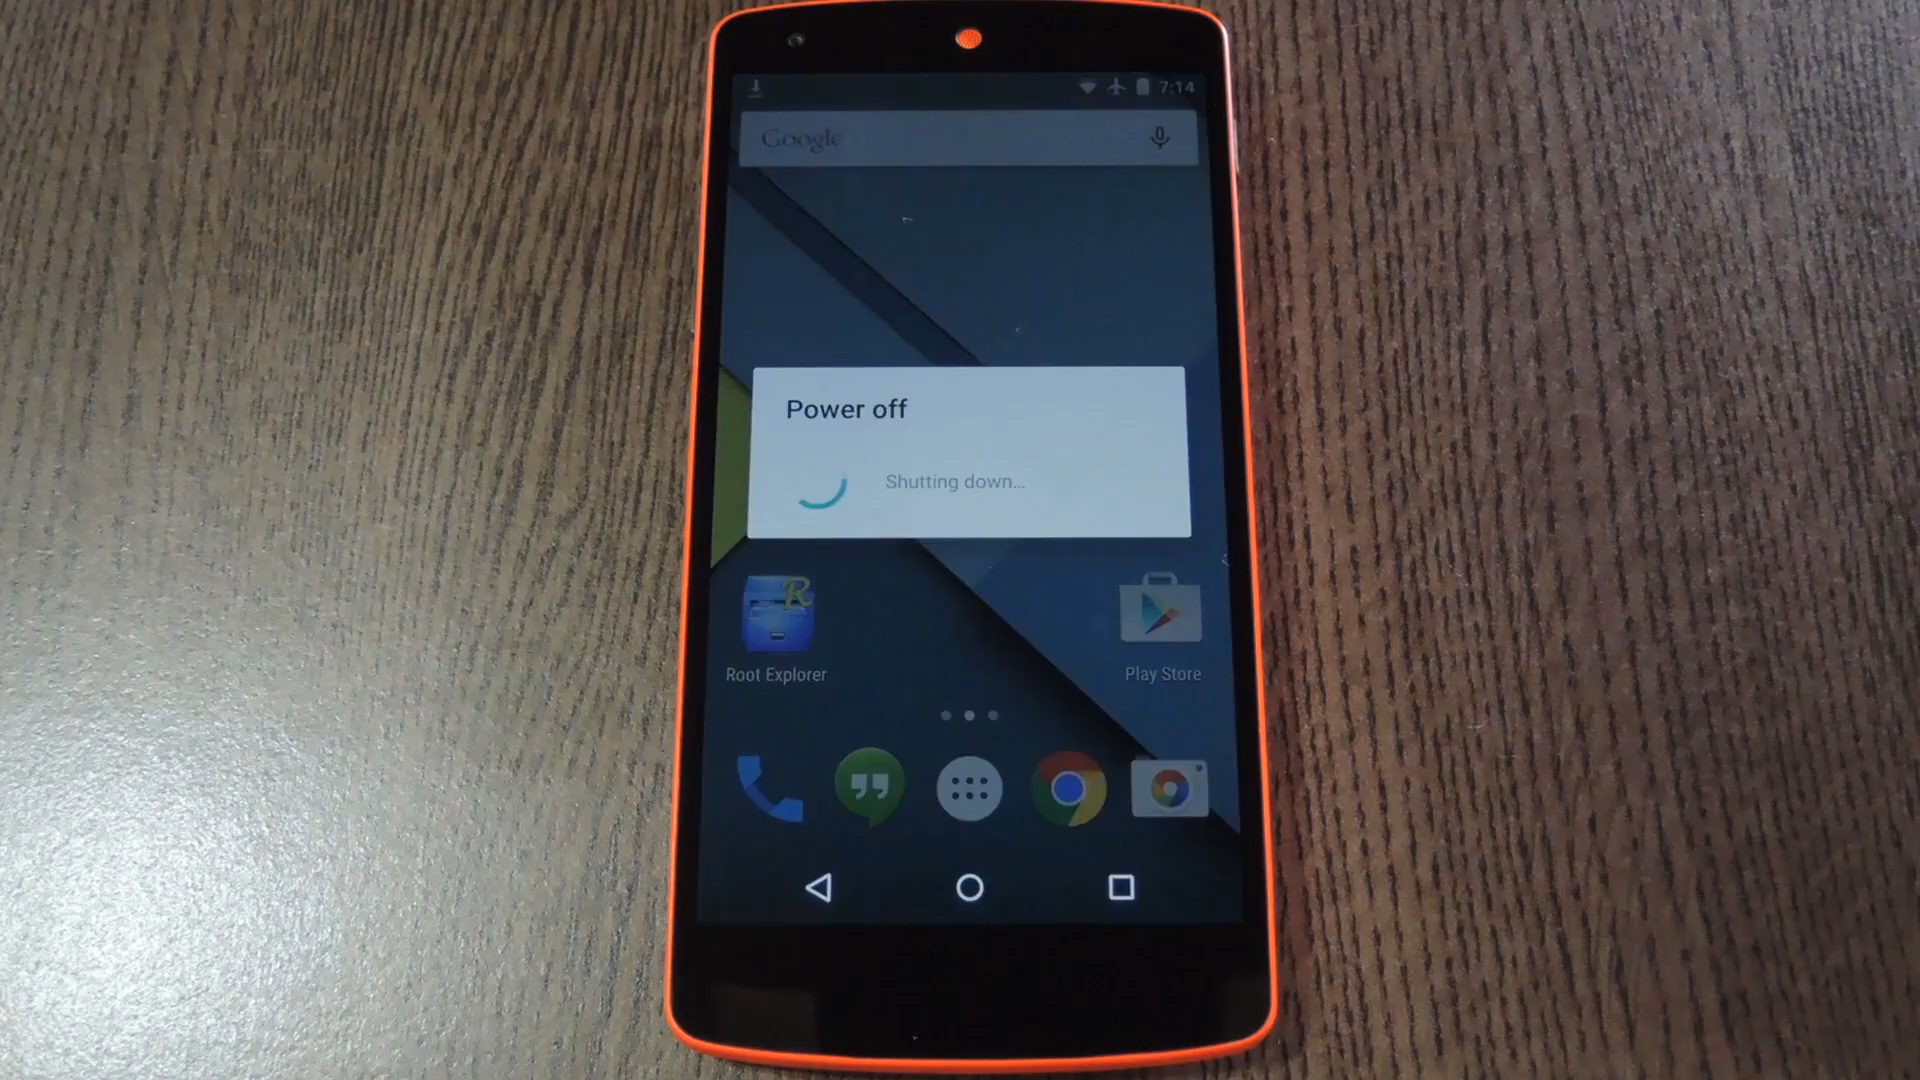 7:14
Google
Power off
Shutting down...
R
Root Explorer
Play Store